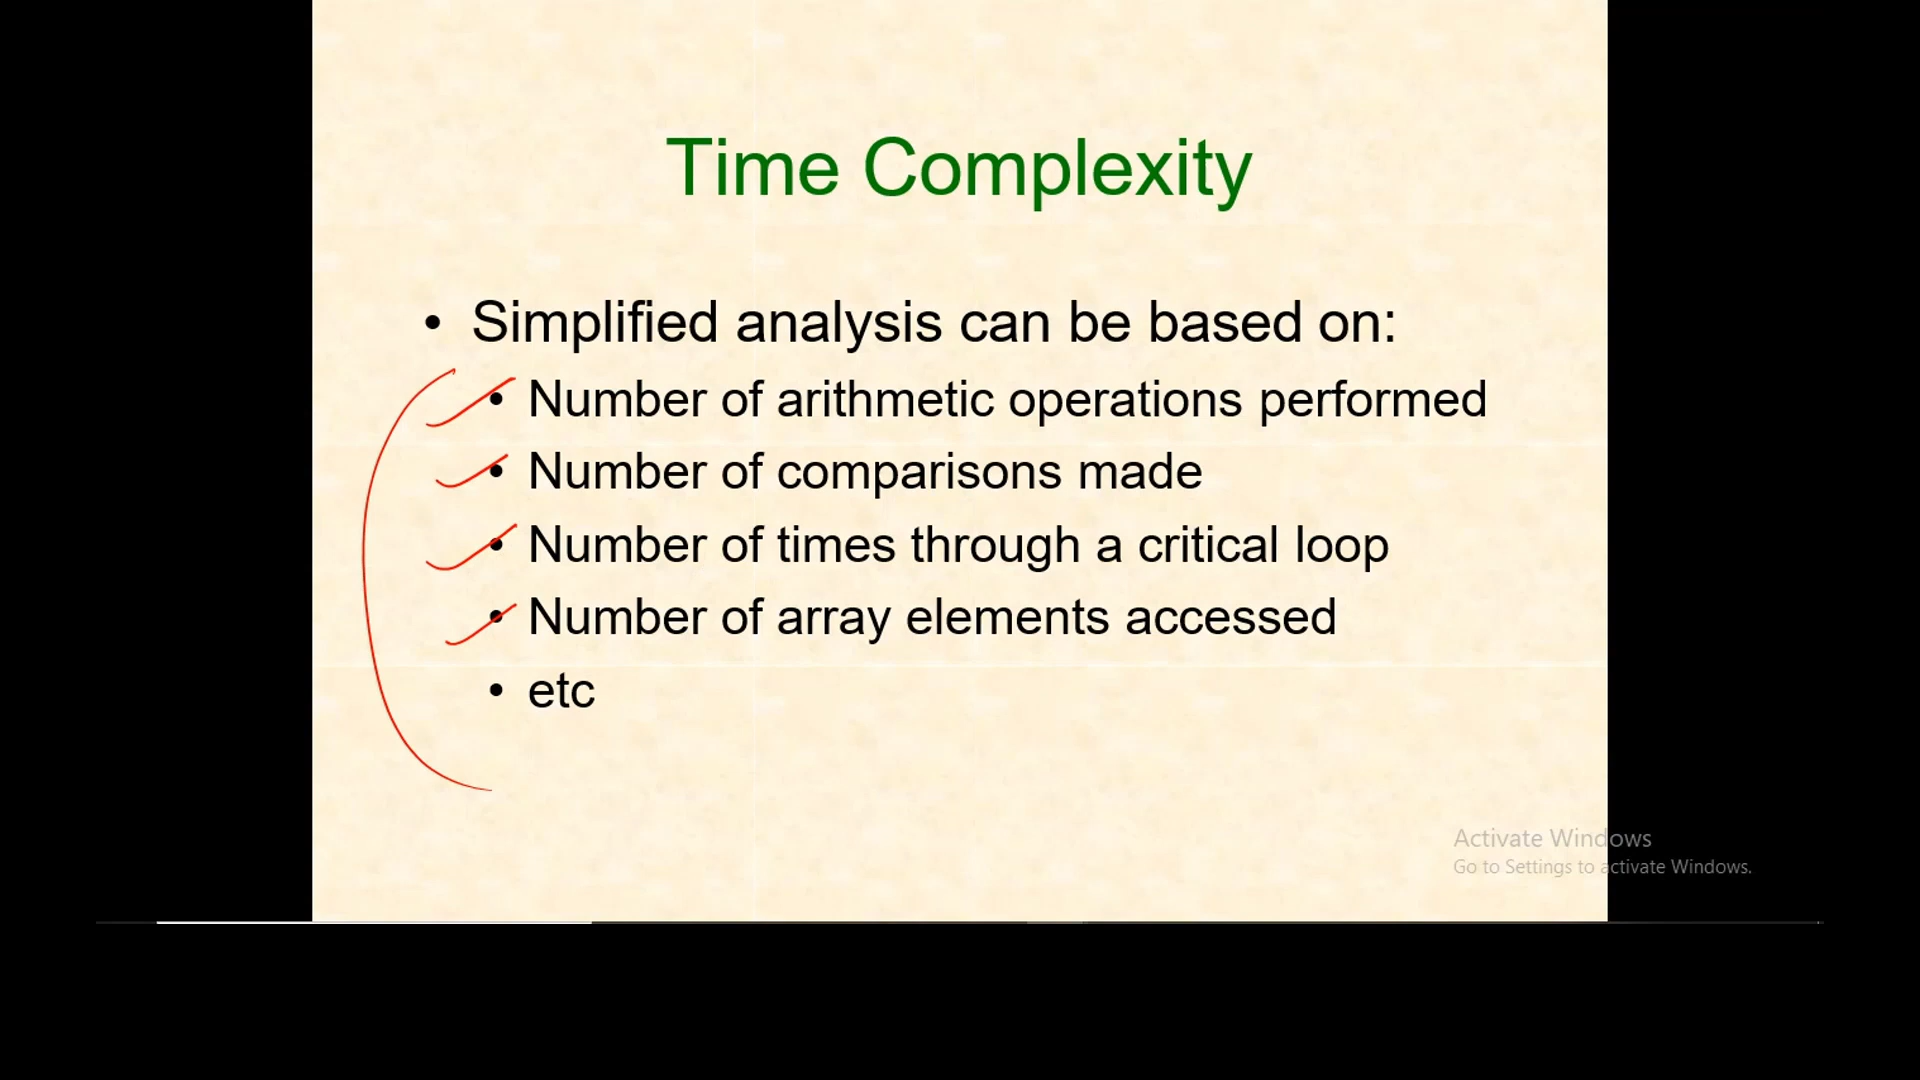 Time Complexity
• Simplified analysis can be based on:
• Number of arithmetic operations performed
• Number of comparisons made
• Number of times through a critical loop
• Number of array elements accessed
• etc
Activate Windows
Go to Settings to activate Windows.